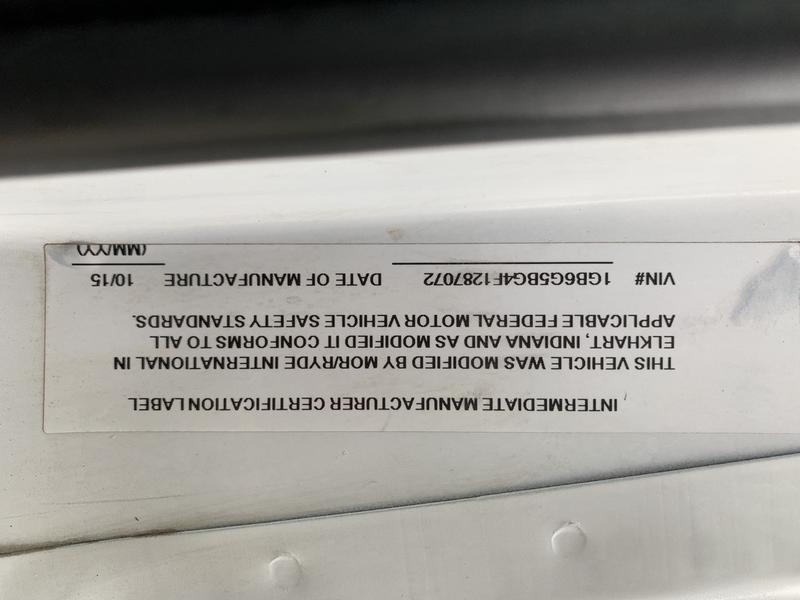 INTERMEDIATE MANUFACTURER CERTIFICATION LABEL
THIS VEHICLE WAS MODIFIED BY MOR/RYDE INTERNATIONAL IN
ELKHART, INDIANA AND AS MODIFIED IT CONFORMS TO ALL
APPLICABLE FEDERAL MOTOR VEHICLE SAFETY STANDARDS.
VIN# 1GB6G5BG4F1287072 DATE OF MANUFACTURE 10/15
(MM/YY)